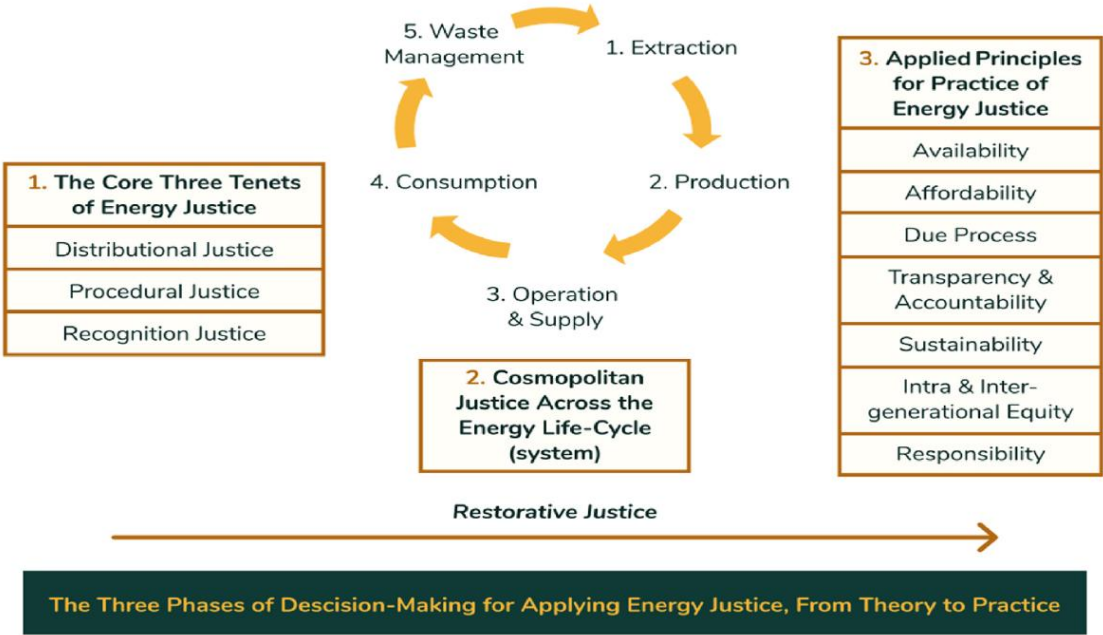 1. The Core Three Tenets
of Energy Justice
Distributional Justice
Procedural Justice
Recognition Justice
5. Waste
Management
1. Extraction
2. Production
3. Operation
& Supply
4. Consumption
2. Cosmopolitan
Justice Across the
Energy Life-Cycle
(system)
3. Applied Principles
for Practice of
Energy Justice
Availability
Affordability
Due Process
Transparency &
Accountability
Sustainability
Intra & Inter-
generational Equity
Responsibility
Restorative Justice
The Three Phases of Descision-Making for Applying Energy Justice, From Theory to Practice